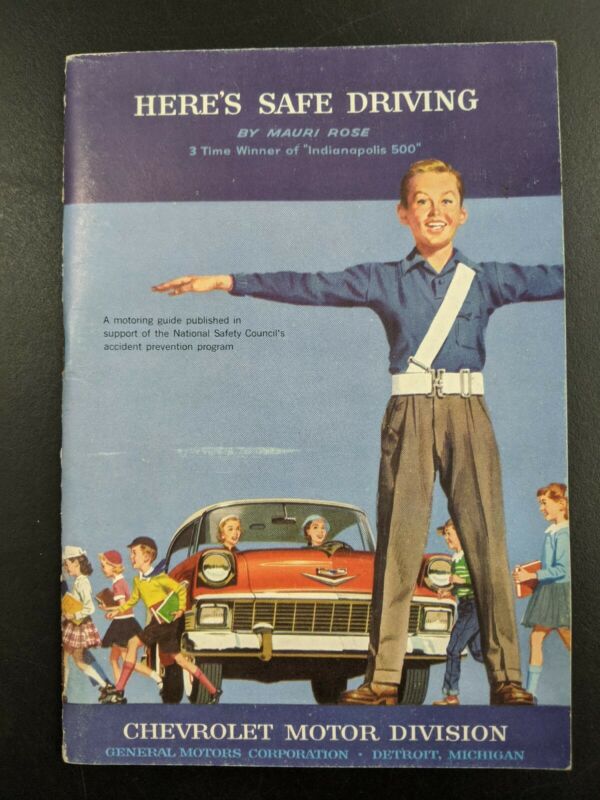 HERE'S SAFE DRIVING
BY MAURI ROSE
3 Time Winner of "Indianapolis 500"
A motoring guide published in
support of the National Safety Council's
accident prevention program
CHEVROLET MOTOR DIVISION
GENERAL MOTORS CORPORATION • DETROIT, MICHIGAN